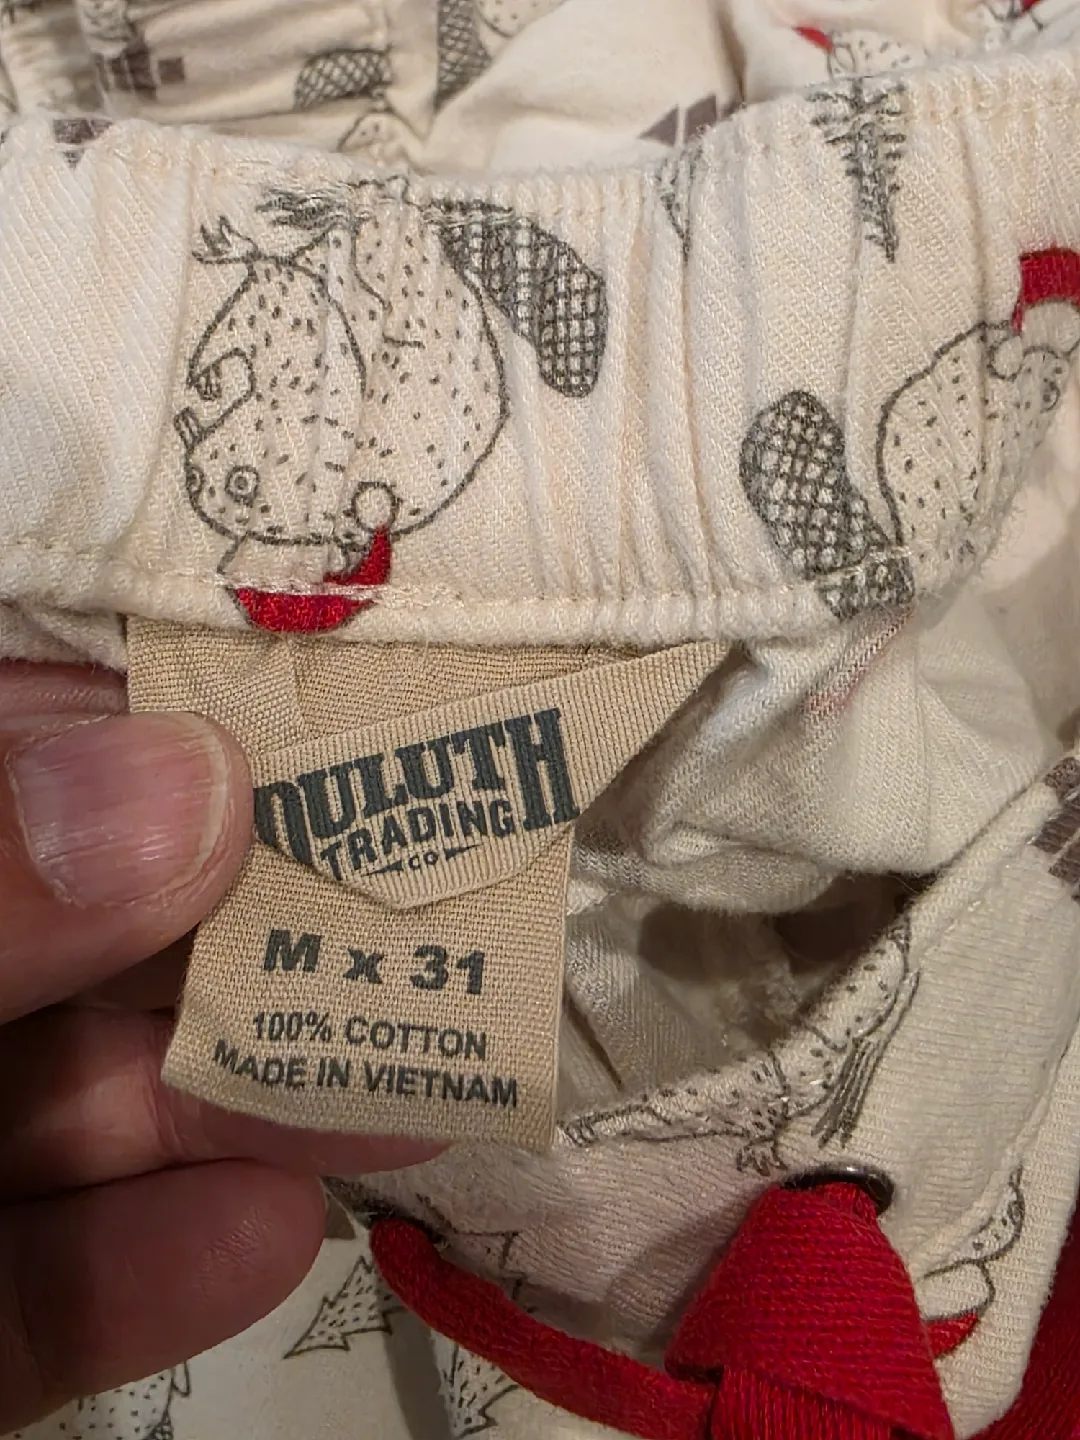 DULUTH
TRADING
CO
M x 31
100% COTTON
MADE IN VIETNAM